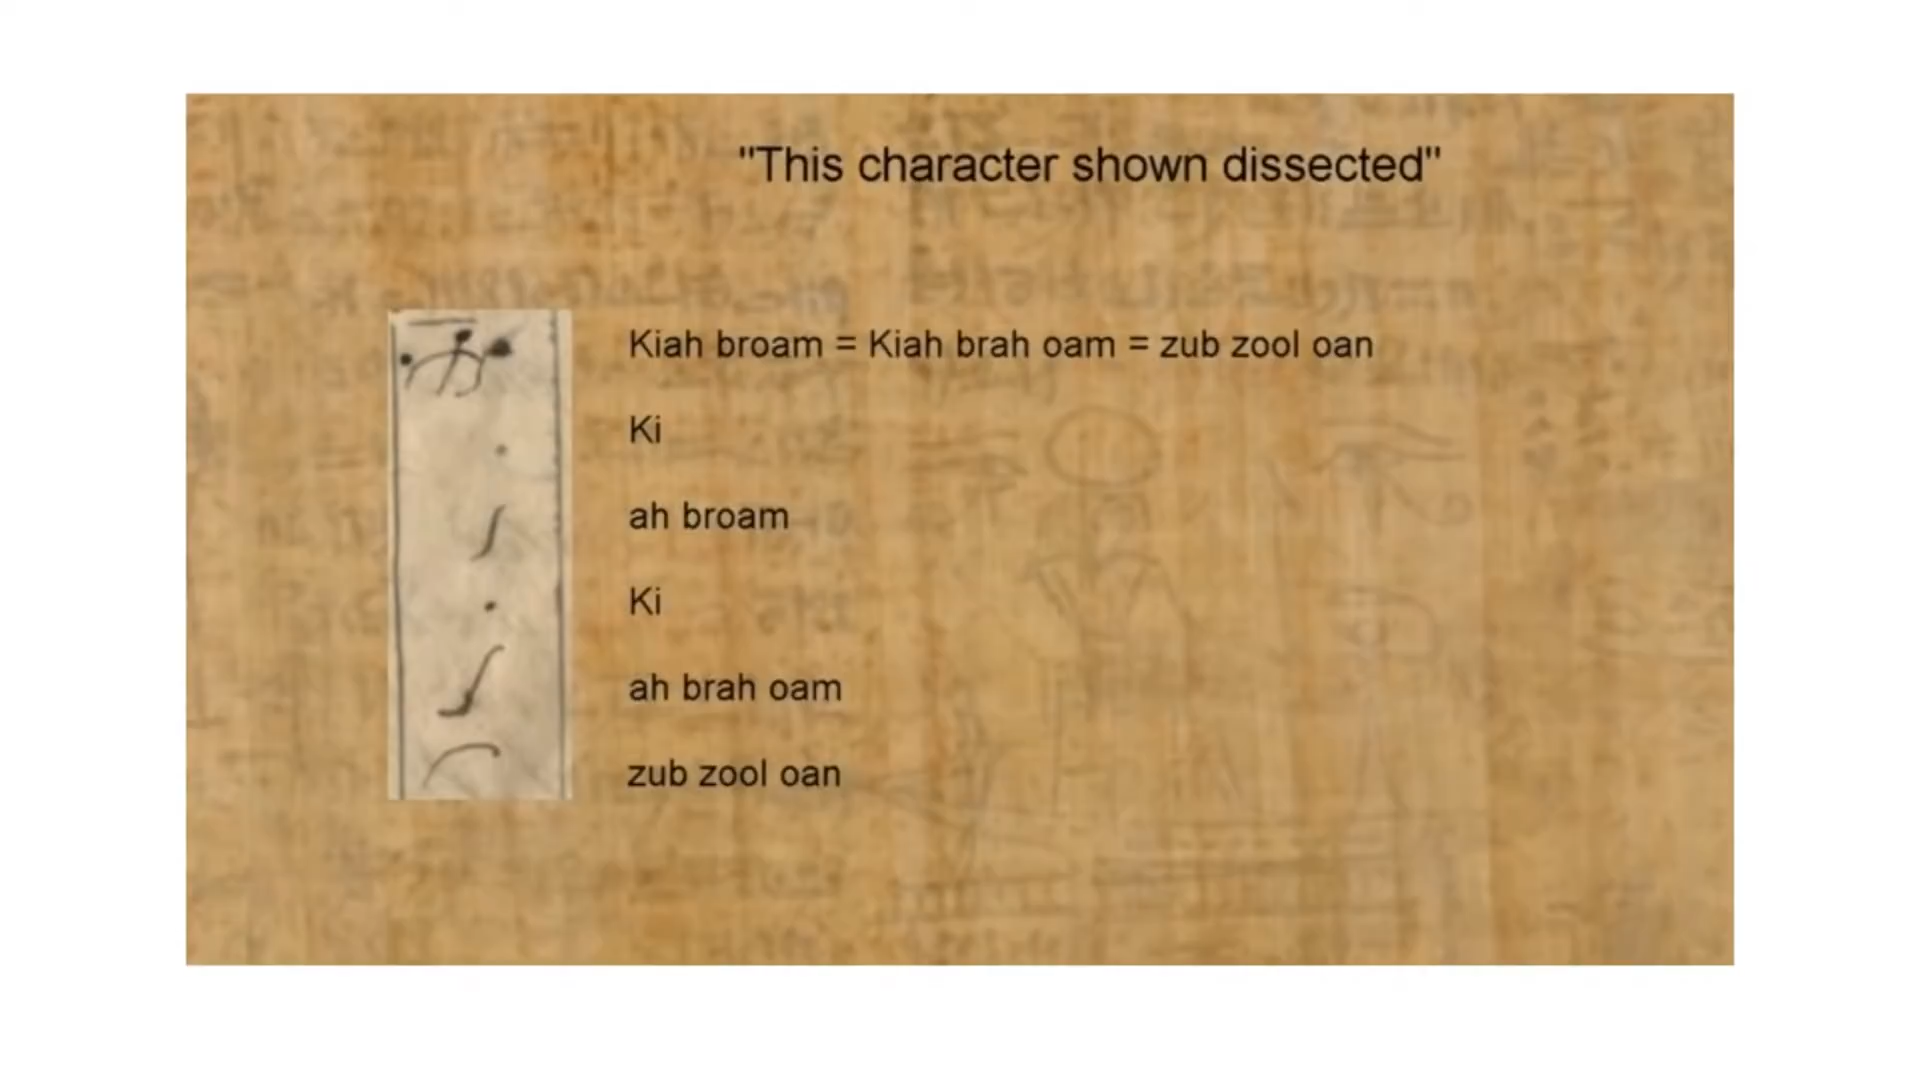 "This character shown dissected"
Kiah broam = Kiah brah oam = zub zool oan
Ki
ah broam
Ki
ah brah oam
zub zool oan